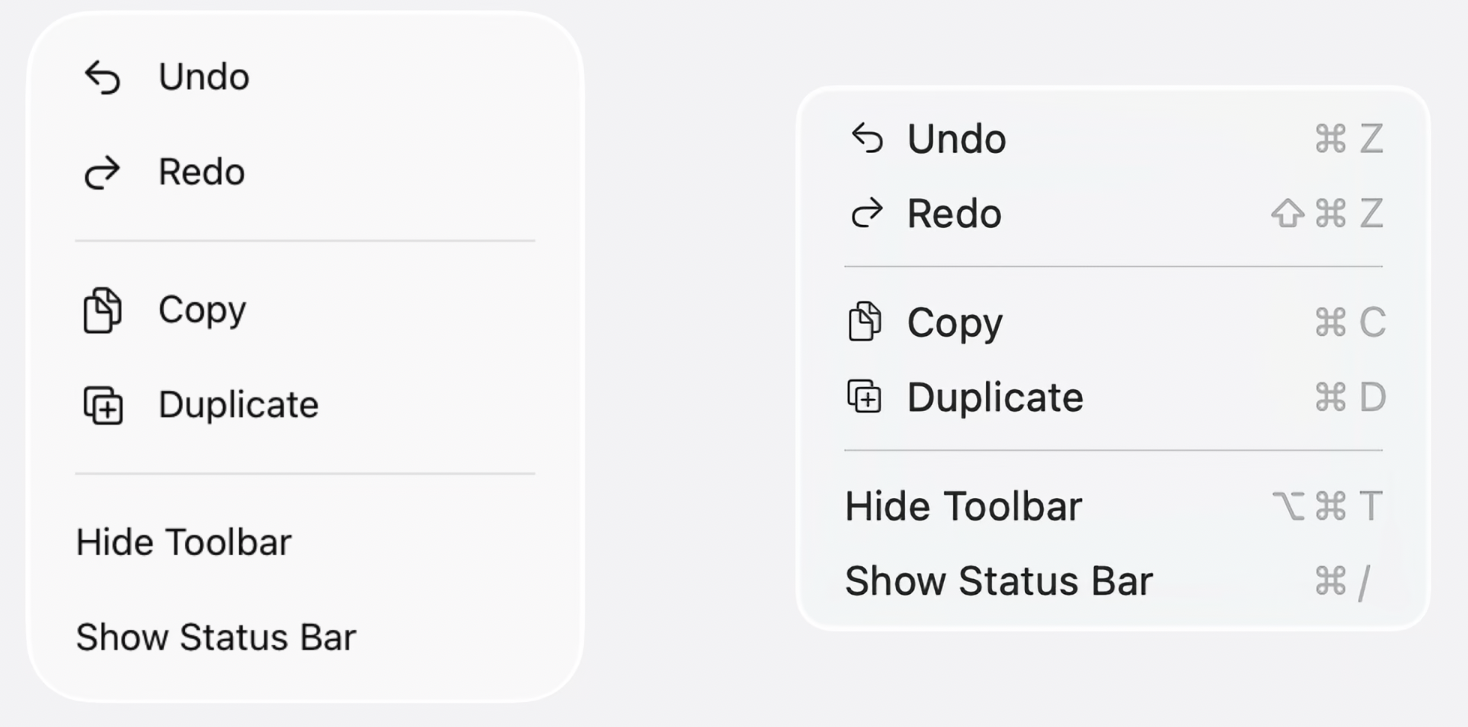 Undo
Redo
Copy
Duplicate
Hide Toolbar
Show Status Bar
Undo ⌘ Z
Redo ⇧ ⌘ Z
Copy ⌘ C
Duplicate ⌘ D
Hide Toolbar ⌥ ⌘ T
Show Status Bar ⌘ /